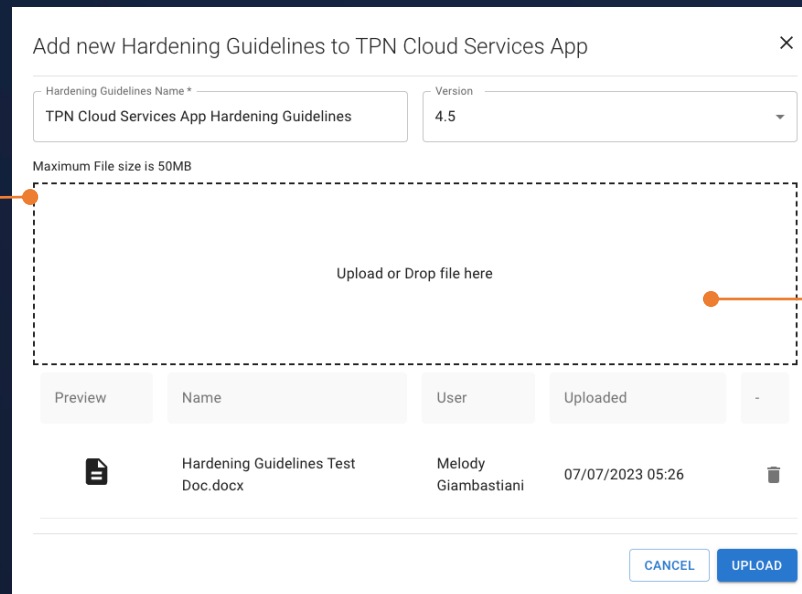 Add new Hardening Guidelines to TPN Cloud Services App
Hardening Guidelines Name *
Version
TPN Cloud Services App Hardening Guidelines
4.5
Maximum File size is 50MB
Upload or Drop file here
Preview Name User Uploaded -
Hardening Guidelines Test
Doc.docx
Melody
Giambastiani
07/07/2023 05:26
CANCEL UPLOAD